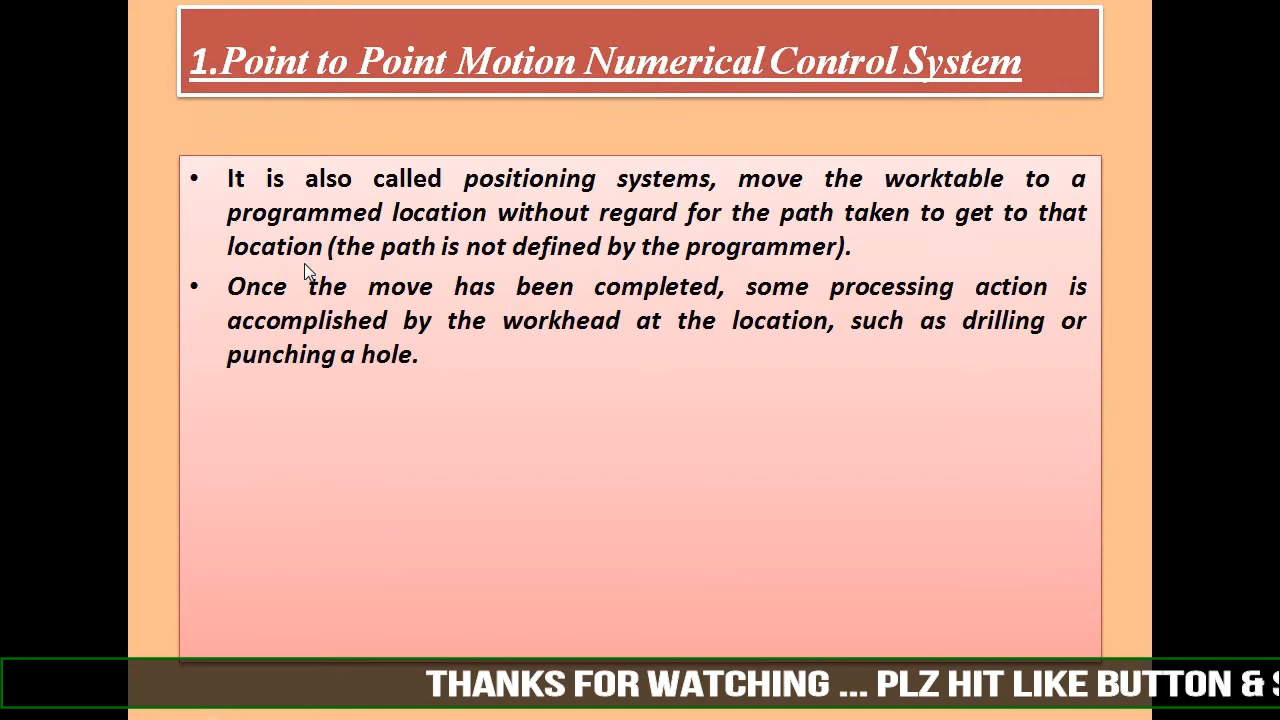 1.Point to Point Motion Numerical Control System
• It is also called positioning systems, move the worktable to a
programmed location without regard for the path taken to get to that
location (the path is not defined by the programmer).
• Once the move has been completed, some processing action is
accomplished by the workhead at the location, such as drilling or
punching a hole.
THANKS FOR WATCHING ... PLZ HIT LIKE BUTTON &